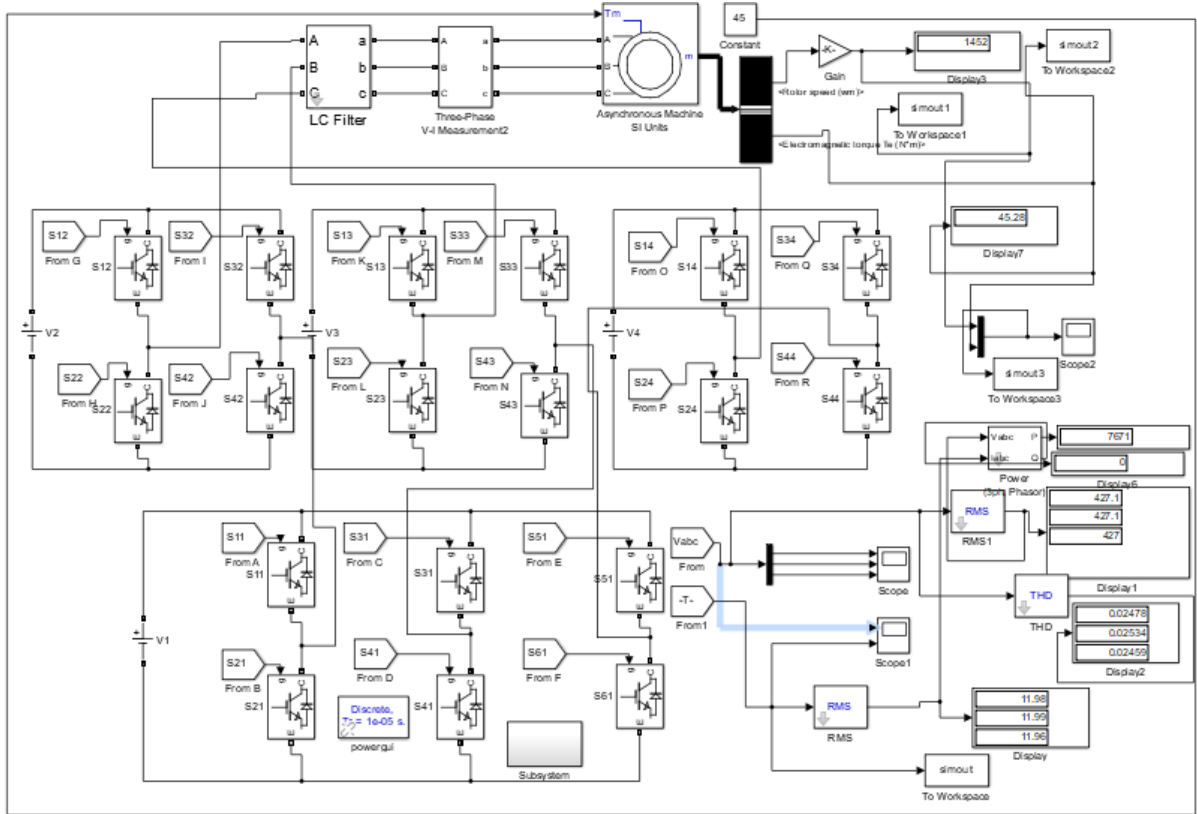 Tm
A
B
C
a
b
c
LC Filter
A
B
C
a
b
c
Three-Phase
V-I Measurement2
A
B
C
m
Asynchronous Machine
SI Units
45
Constant
<Rotor speed (wm)>
<Electromagnetic torque Te (N*m)>
-K-
Gain
1452
Display3
simout2
To Workspace2
simout1
To Workspace1
45.28
Display7
Scope2
simout3
To Workspace3
S12
From G
S12
S32
From I
S32
S13
From K
S13
S33
From M
S33
S14
From O
S14
S34
From Q
S34
V2
V3
V4
S22
From H
S22
S42
From J
S42
S23
From L
S23
S43
From N
S43
S24
From P
S24
S44
From R
S44
Vabc
Iabc
P
Q
Power
(3ph, Phasor)
7671
0
Display6
RMS
RMS1
427.1
427.1
427
Display1
THD
THD
0.02478
0.02534
0.02459
Display2
S11
From A
S11
S31
From C
S31
S51
From E
S51
Vabc
From
-T-
From1
Scope
Scope1
V1
S21
From B
S21
S41
From D
S41
S61
From F
S61
Discrete,
Ts = 1e-05 s.
powergui
Subsystem
RMS
RMS
11.98
11.99
11.96
Display
simout
To Workspace